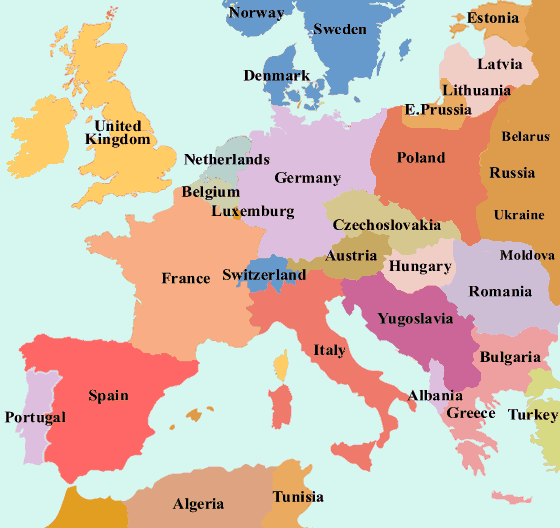 Norway
Estonia
Sweden
Latvia
Denmark
Lithuania
E.Prussia
United
Kingdom
Belarus
Netherlands
Poland
Russia
Germany
Belgium
Luxemburg
Ukraine
Czechoslovakia
Austria
Moldova
France
Switzerland
Hungary
Romania
Yugoslavia
Italy
Bulgaria
Spain
Albania
Portugal
Greece
Turkey
Algeria
Tunisia